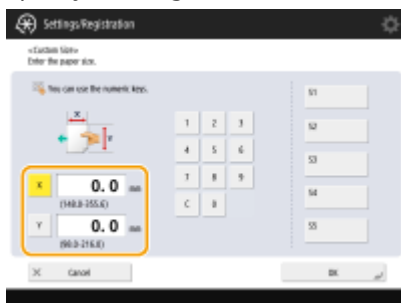 Settings/Registration
<Custom Size>
Enter the paper size.
You can use the numeric keys.
X
Y
1 2 3
4 5 6
7 8 9
C 0
X 0. 0 mm
(148.0-355.6)
Y 0. 0 mm
(98.0-216.0)
S1
S2
S3
S4
S5
Cancel
OK